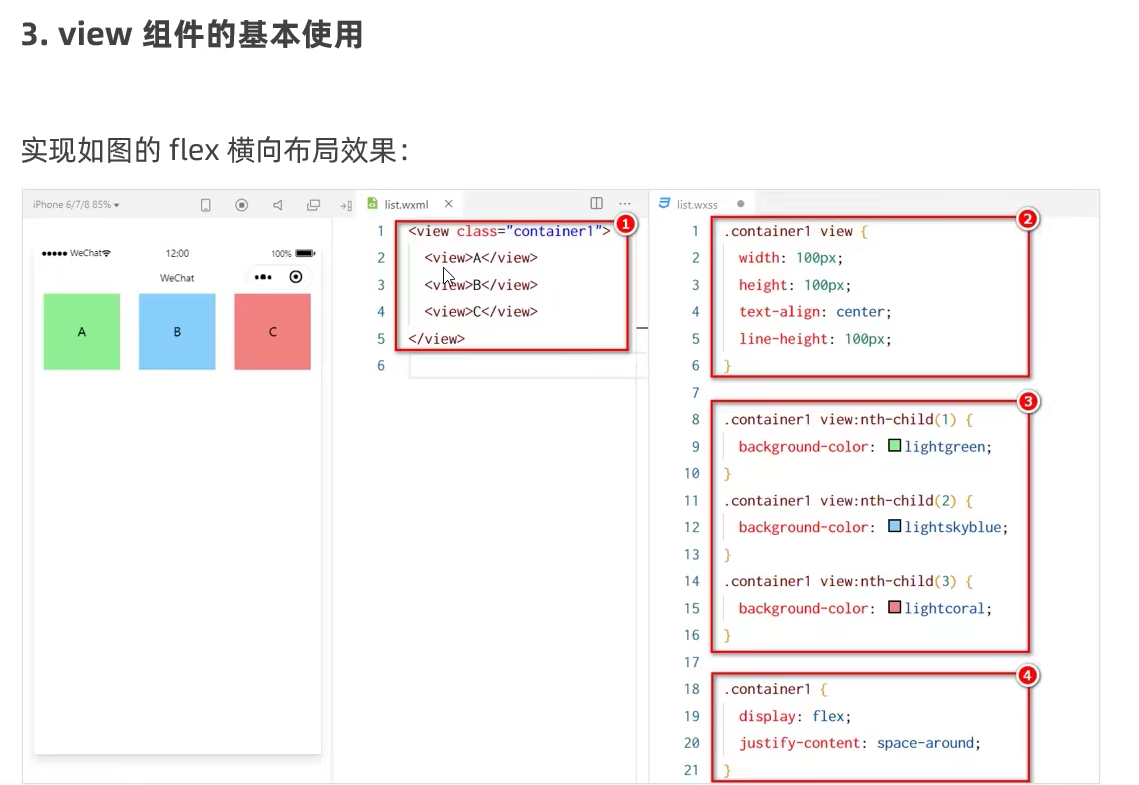 3. view 组件的基本使用
实现如图的 flex 横向布局效果：
iPhone 6/7/8 85%
WeChat
12:00
100%
WeChat
A
B
C
list.wxml
1 <view class="container1">
2 <view>A</view>
3 <view>B</view>
4 <view>C</view>
5 </view>
6
1
list.wxss
1 .container1 view {
2 width: 100px;
3 height: 100px;
4 text-align: center;
5 line-height: 100px;
6 }
7
8 .container1 view:nth-child(1) {
9 background-color: lightgreen;
10 }
11 .container1 view:nth-child(2) {
12 background-color: lightskyblue;
13 }
14 .container1 view:nth-child(3) {
15 background-color: lightcoral;
16 }
17
18 .container1 {
19 display: flex;
20 justify-content: space-around;
21 }
2
3
4